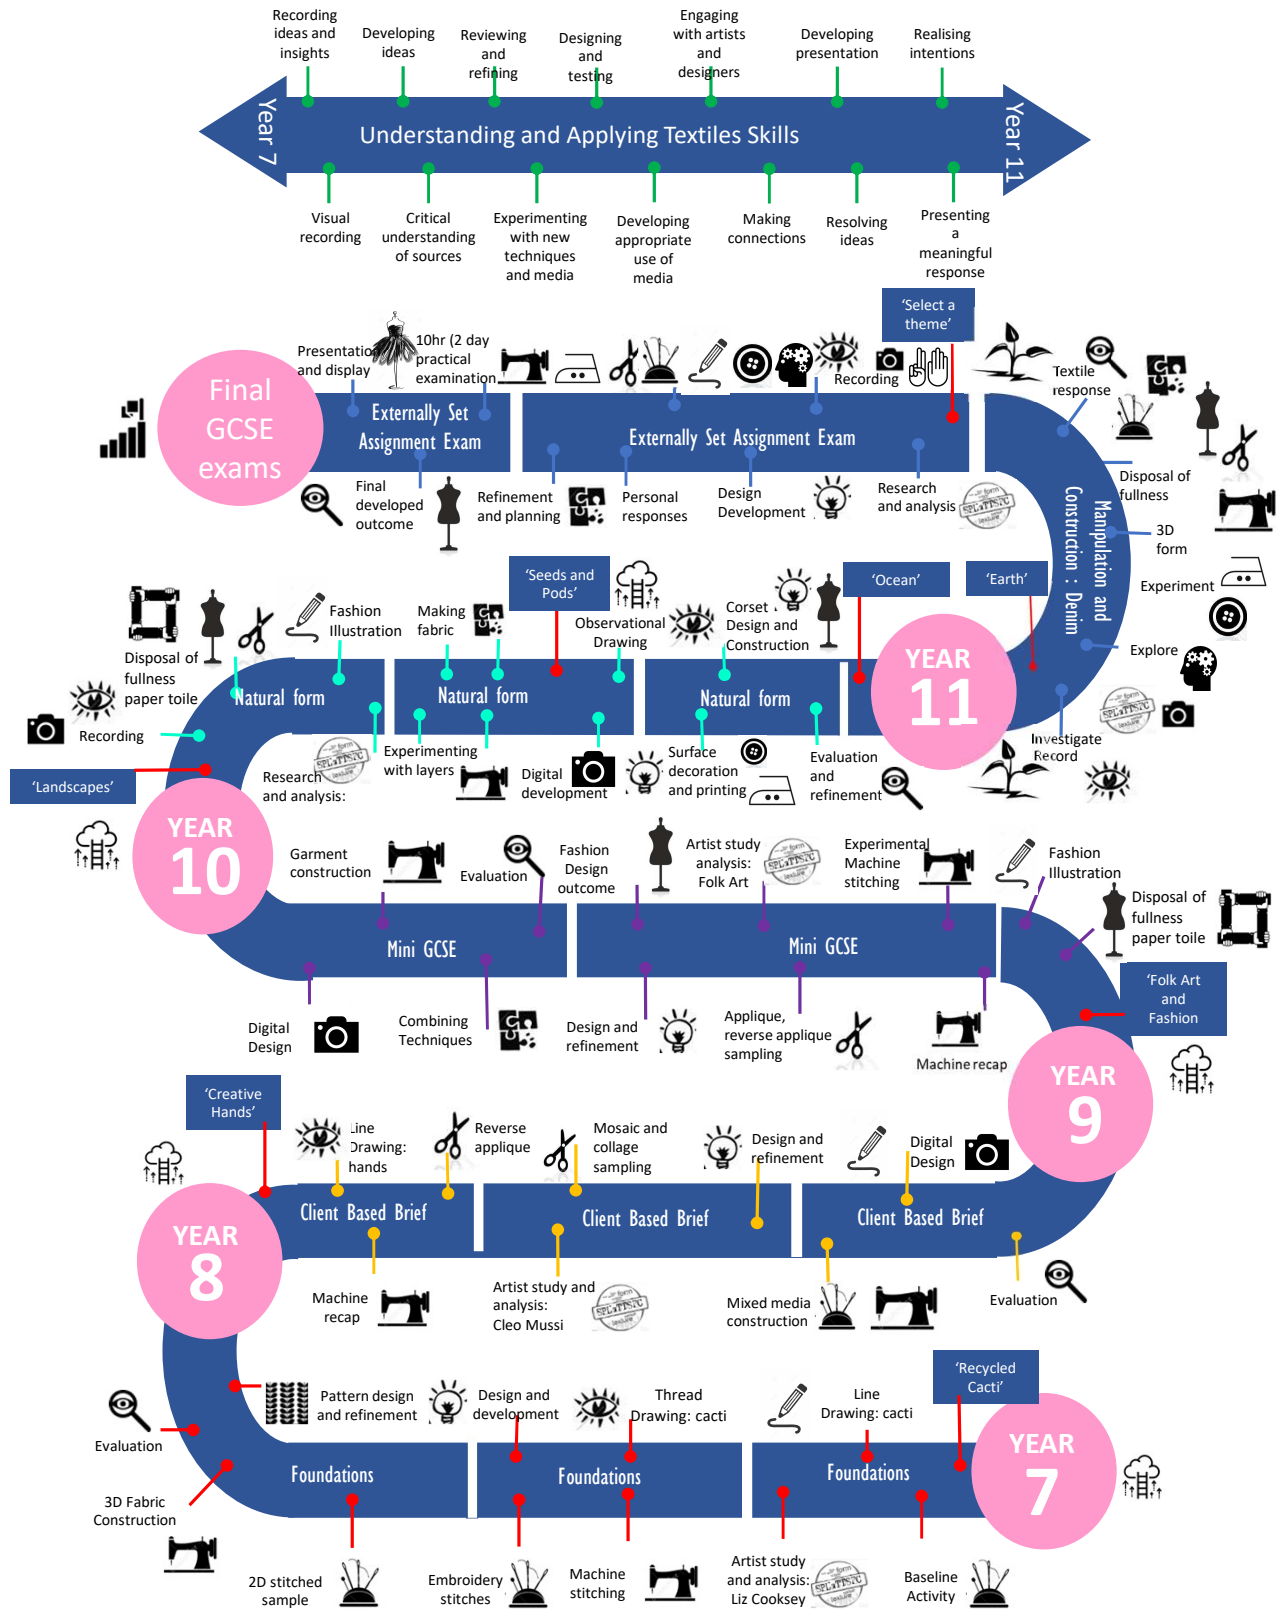 Recording
ideas and
insights
Developing
ideas
Reviewing
and
refining
Designing
and
testing
Engaging
with artists
and
designers
Developing
presentation
Realising
intentions
Year 7
Understanding and Applying Textiles Skills
Year 11
Visual
recording
Critical
understanding
of sources
Experimenting
with new
techniques
and media
Developing
appropriate
use of
media
Making
connections
Resolving
ideas
Presenting
a
meaningful
response
'Select a
theme'
Presentation
and display
10hr (2 day
practical
examination
Recording
Textile
response
Final
GCSE
exams
Externally Set
Assignment Exam
Externally Set Assignment Exam
Disposal of
fullness
Final
developed
outcome
Refinement
and planning
Personal
responses
Design
Development
Research
and analysis
Manipulation and
Construction : Denim
3D
form
Experiment
Explore
Investigate
Record
'Seeds and
Pods'
'Ocean'
'Earth'
Fashion
Illustration
Making
fabric
Observational
Drawing
Corset
Design and
Construction
Disposal of
fullness
paper toile
YEAR
11
Natural form
Natural form
Natural form
Recording
'Landscapes'
Research
and analysis:
Experimenting
with layers
Digital
development
Surface
decoration
and printing
Evaluation
and
refinement
YEAR
10
Garment
construction
Evaluation
Fashion
Design
outcome
Artist study
analysis:
Folk Art
Experimental
Machine
stitching
Fashion
Illustration
Disposal of
fullness
paper toile
Mini GCSE
Mini GCSE
'Folk Art
and
Fashion
Digital
Design
Combining
Techniques
Design and
refinement
Applique,
reverse applique
sampling
Machine recap
YEAR
9
'Creative
Hands'
Line
Drawing:
hands
Reverse
applique
Mosaic and
collage
sampling
Design and
refinement
Digital
Design
YEAR
8
Client Based Brief
Client Based Brief
Client Based Brief
Machine
recap
Artist study and
analysis:
Cleo Mussi
Mixed media
construction
Evaluation
'Recycled
Cacti'
Pattern design
and refinement
Design and
development
Thread
Drawing: cacti
Line
Drawing: cacti
Evaluation
YEAR
7
Foundations
Foundations
Foundations
3D Fabric
Construction
2D stitched
sample
Embroidery
stitches
Machine
stitching
Artist study
and analysis:
Liz Cooksey
Baseline
Activity